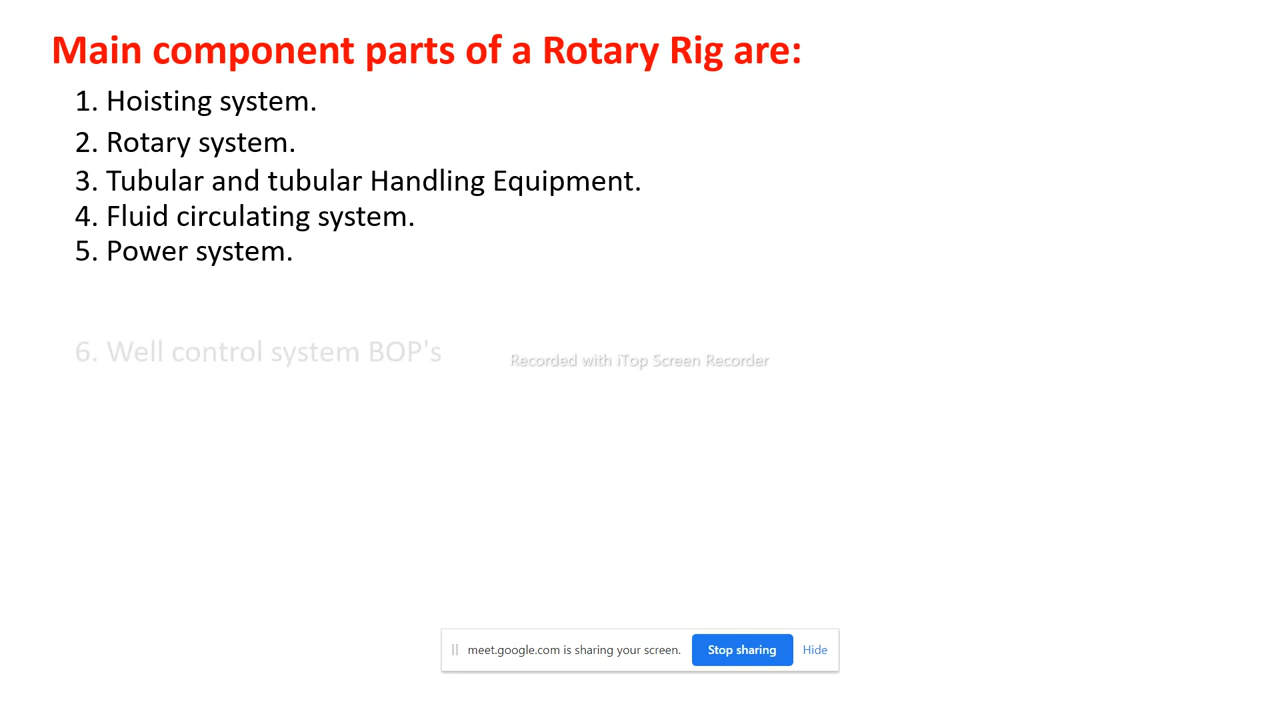 Main component parts of a Rotary Rig are:
1. Hoisting system.
2. Rotary system.
3. Tubular and tubular Handling Equipment.
4. Fluid circulating system.
5. Power system.
6. Well control system BOP's
Recorded with iTop Screen Recorder
meet.google.com is sharing your screen. Stop sharing Hide